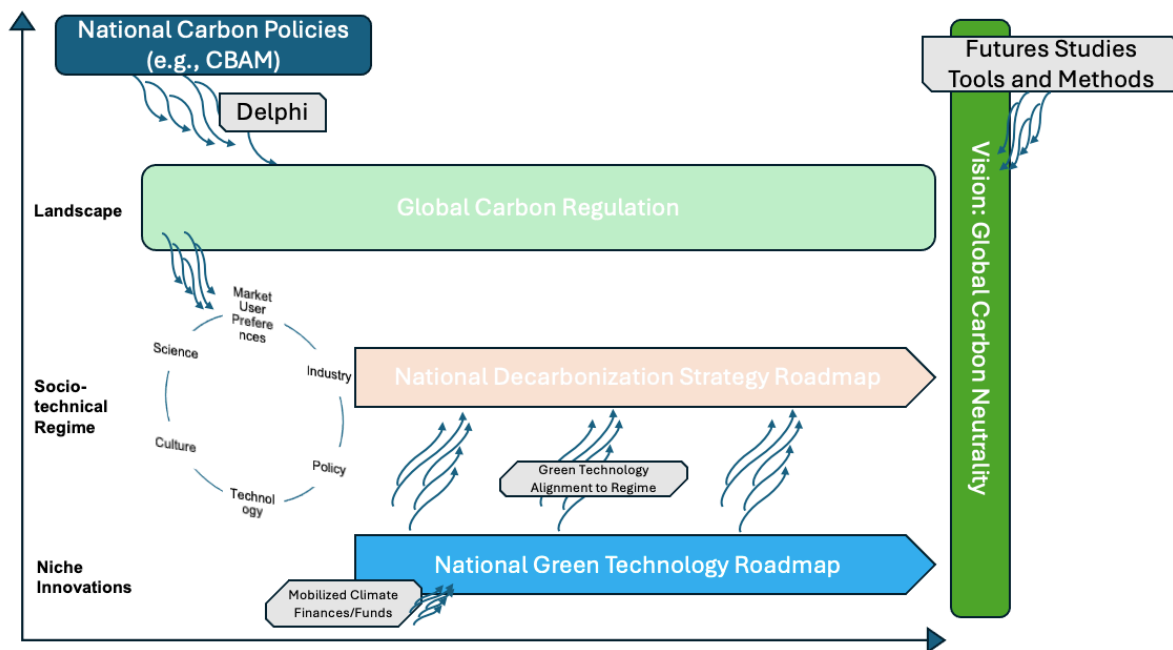 National Carbon Policies
(e.g., CBAM)
Futures Studies
Tools and Methods
Delphi
Landscape
Global Carbon Regulation
Vision: Global Carbon Neutrality
Market
User
Prefere
nces
Science
Industry
Socio-
technical
Regime
National Decarbonization Strategy Roadmap
Culture
Policy
Technol
ogy
Green Technology
Alignment to Regime
Niche
Innovations
National Green Technology Roadmap
Mobilized Climate
Finances/Funds